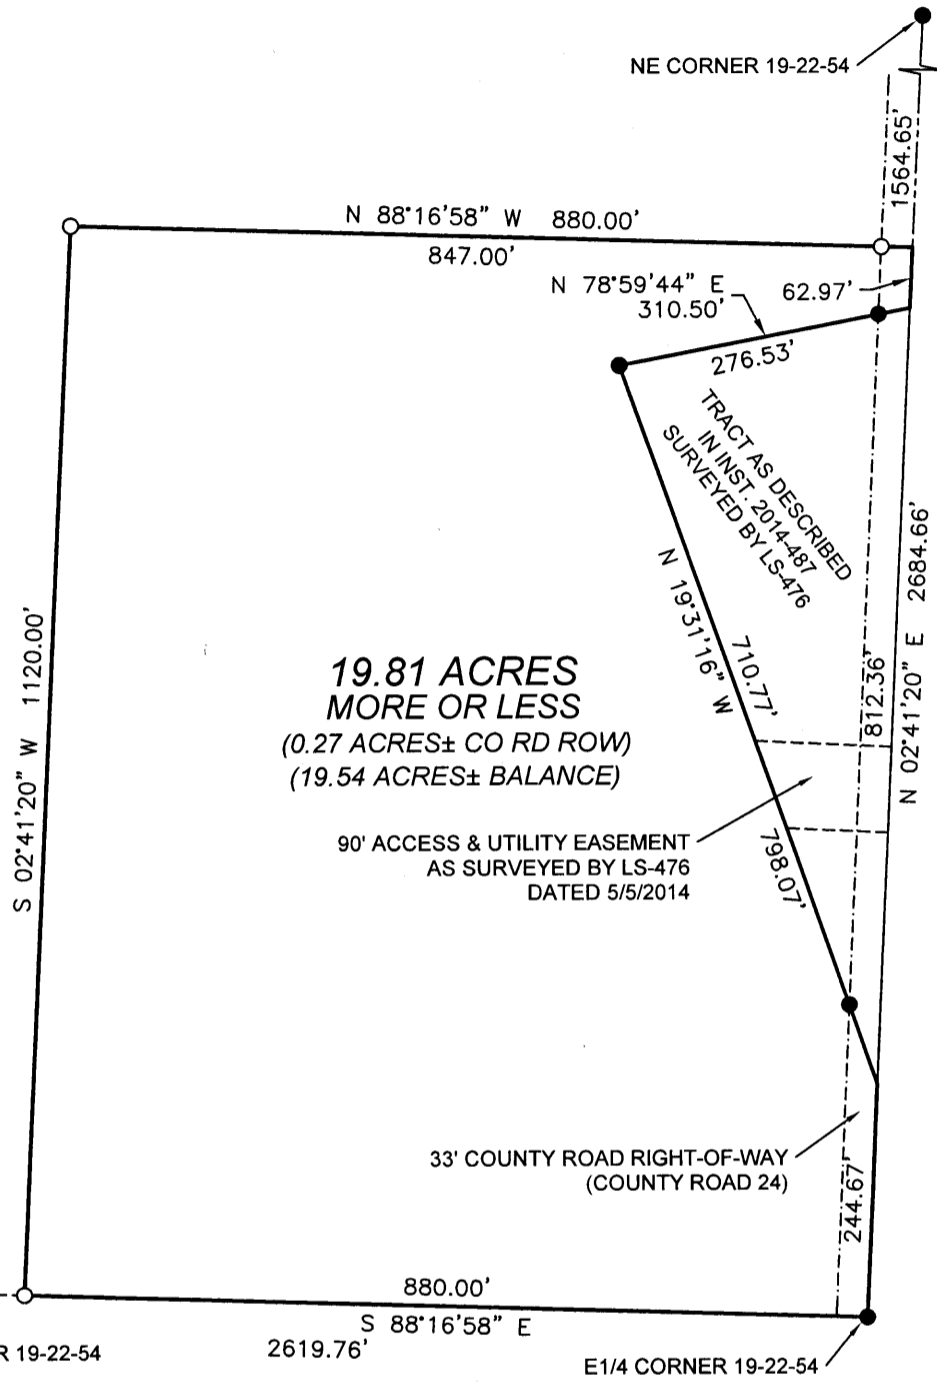 NE CORNER 19-22-54
1564.65'
N 88°16'58" W 880.00'
847.00'
N 78°59'44" E
310.50'
62.97'
276.53'
TRACT AS DESCRIBED
IN INST. 2014-487
SURVEYED BY LS-476
N 02°41'20" E 2684.66'
S 02°41'20" W 1120.00'
N 19°31'16" W
710.77'
812.36'
19.81 ACRES
MORE OR LESS
(0.27 ACRES± CO RD ROW)
(19.54 ACRES± BALANCE)
90' ACCESS & UTILITY EASEMENT
AS SURVEYED BY LS-476
DATED 5/5/2014
798.07'
33' COUNTY ROAD RIGHT-OF-WAY
(COUNTY ROAD 24)
244.67'
880.00'
S 88°16'58" E
2619.76'
R 19-22-54
E1/4 CORNER 19-22-54